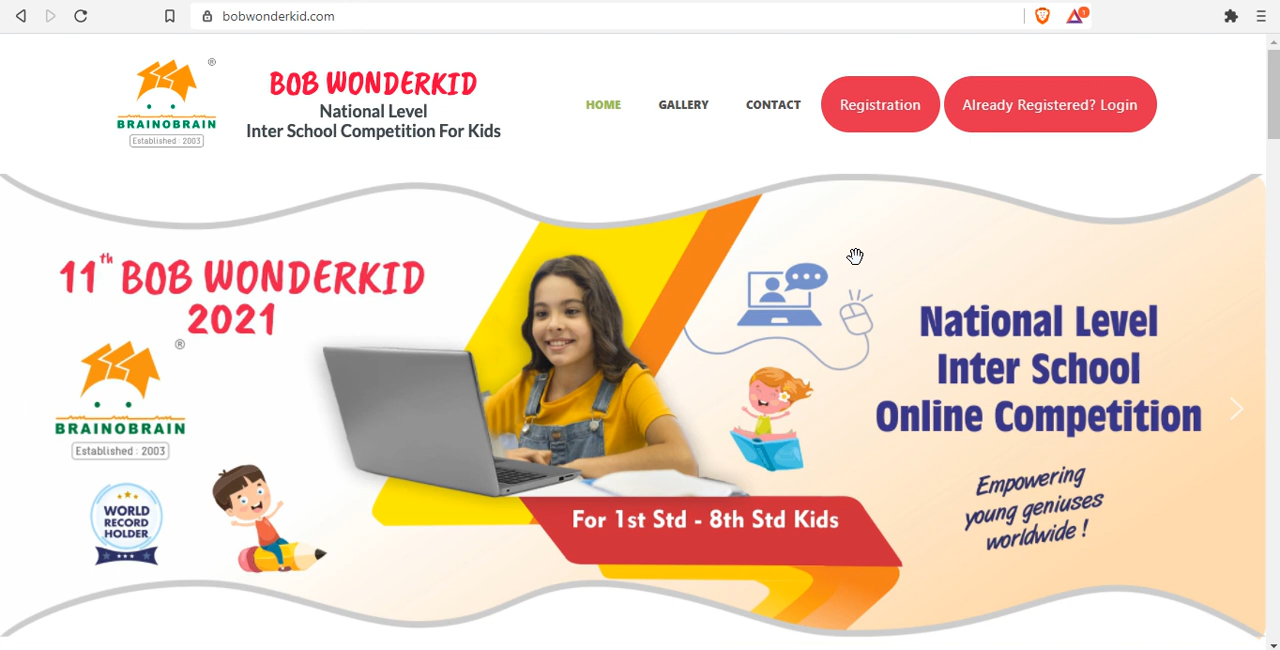 bobwonderkid.com
1
®
BRAINOBRAIN
Established : 2003
BOB WONDERKID
National Level
Inter School Competition For Kids
HOME
GALLERY
CONTACT
Registration
Already Registered? Login
11th BOB WONDERKID
2021
®
BRAINOBRAIN
Established : 2003
WORLD
RECORD
HOLDER
For 1st Std - 8th Std Kids
National Level
Inter School
Online Competition
Empowering
young geniuses
worldwide !